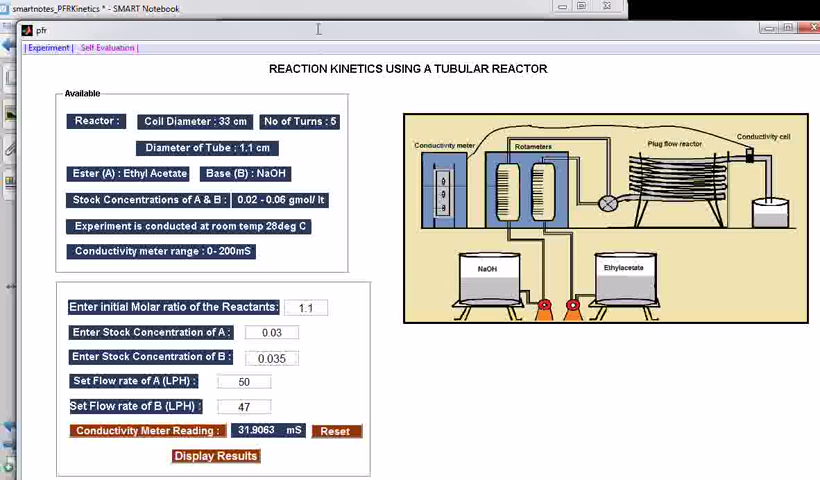 smartnotes_PFRKinetics * - SMART Notebook
pfr
Experiment | Self Evaluation
REACTION KINETICS USING A TUBULAR REACTOR
Available
Reactor : Coil Diameter : 33 cm No of Turns : 5
Diameter of Tube : 1.1 cm
Ester (A) : Ethyl Acetate Base (B) : NaOH
Stock Concentrations of A & B : 0.02 - 0.06 gmol/ lt
Experiment is conducted at room temp 28deg C
Conductivity meter range : 0- 200mS
Conductivity meter
Rotameters
Plug flow reactor
Conductivity cell
NaOH
Ethylacetate
Enter initial Molar ratio of the Reactants: 1.1
Enter Stock Concentration of A : 0.03
Enter Stock Concentration of B : 0.035
Set Flow rate of A (LPH) : 50
Set Flow rate of B (LPH) : 47
Conductivity Meter Reading : 31.9063 mS Reset
Display Results